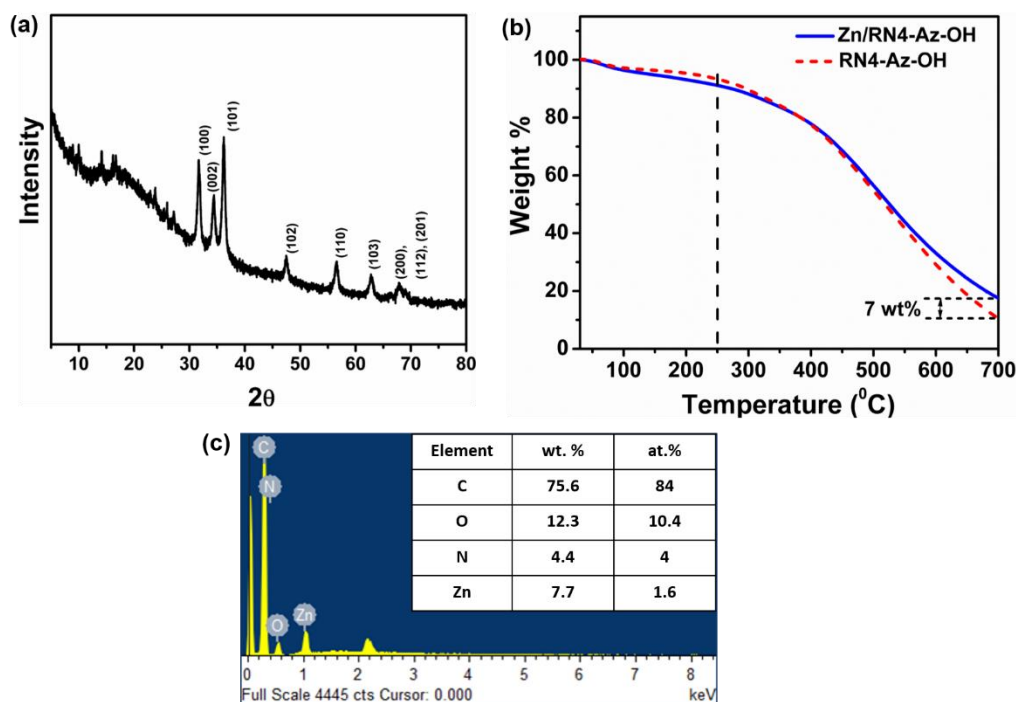 (a)
Intensity
(100)
(002)
(101)
(102)
(110)
(103)
(200),
(112), (201)
10 20 30 40 50 60 70 80
2θ
(b)
Weight %
100
80
60
40
20
0
Zn/RN4-Az-OH
RN4-Az-OH
7 wt%
100 200 300 400 500 600 700
Temperature (⁰C)
(c)
C
N
O
Zn
Element wt. % at.%
C 75.6 84
O 12.3 10.4
N 4.4 4
Zn 7.7 1.6
0 1 2 3 4 5 6 7 8
Full Scale 4445 cts Cursor: 0.000 keV